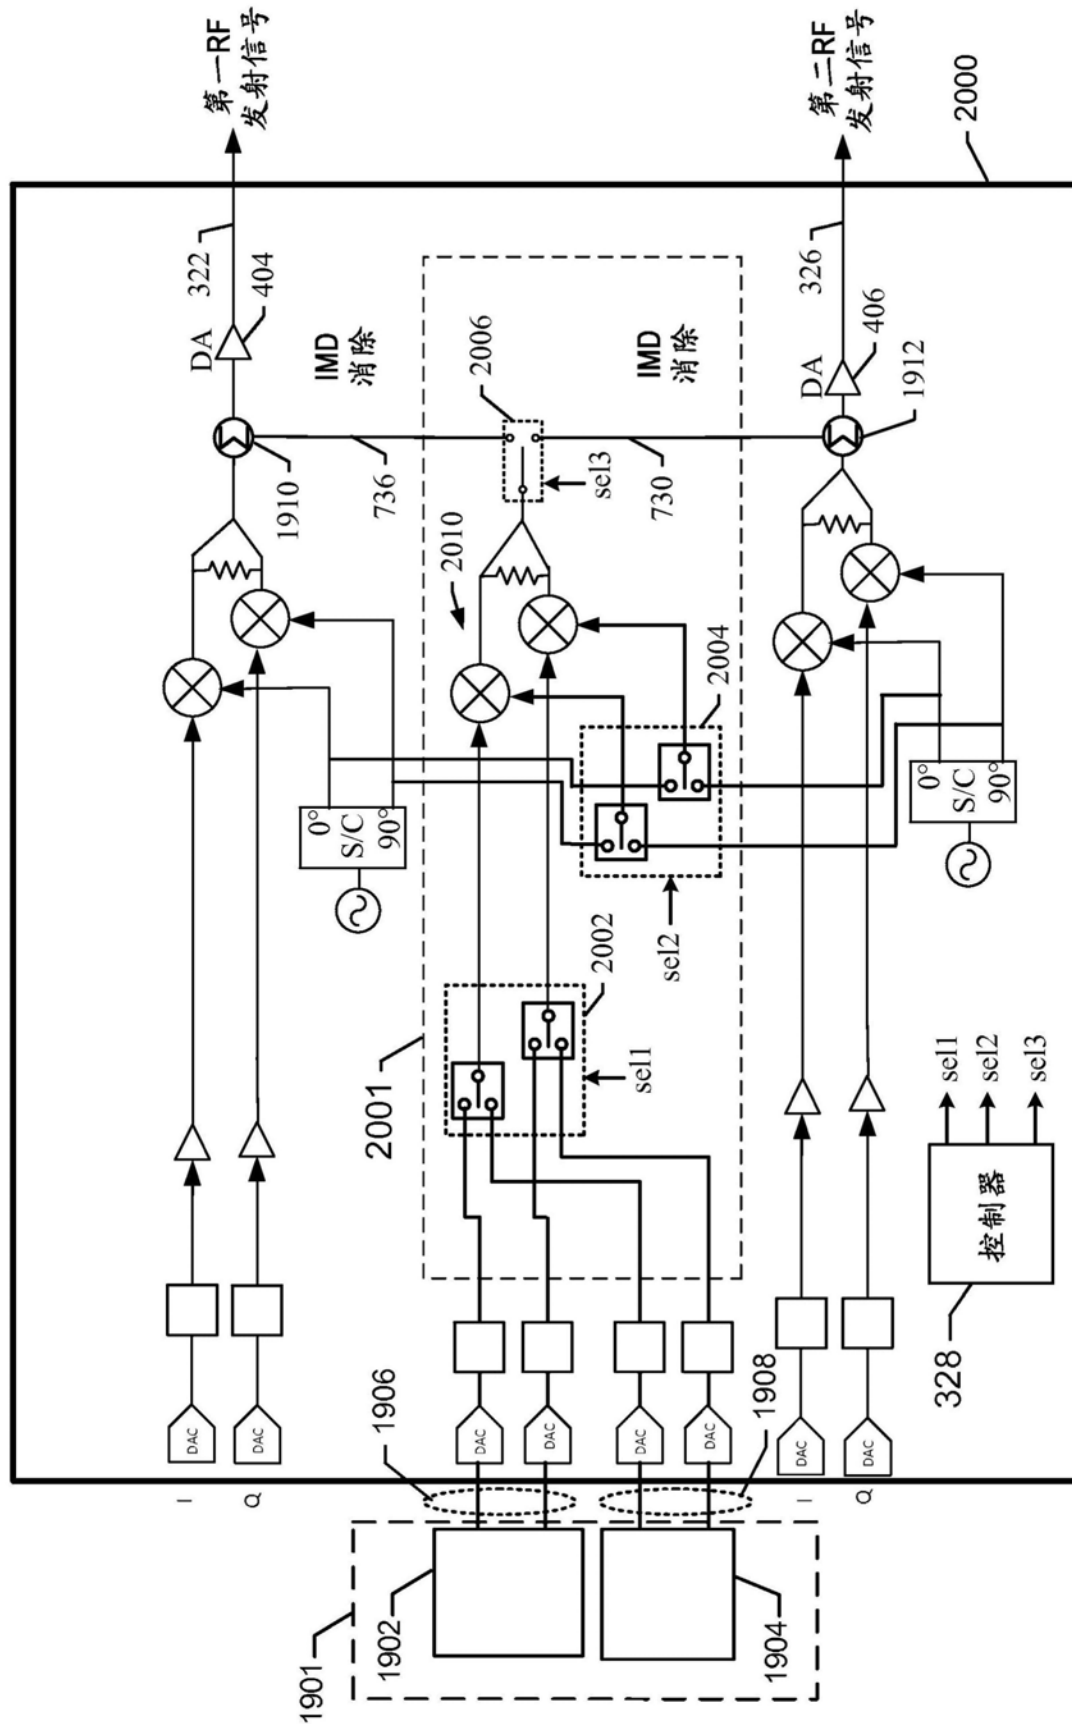 第一RF
发射信号
322
DA
404
IMD
消除
736
1910
2006
sel3
2010
IMD
消除
730
第二RF
发射信号
2000
326
DA
406
1912
0°
S/C
90°
2004
sel2
2002
sel1
2001
0°
S/C
90°
sel1
sel2
sel3
控制器
328
I
DAC
Q
DAC
DAC
DAC
DAC
DAC
I
DAC
Q
DAC
1906
1908
1901
1902
1904